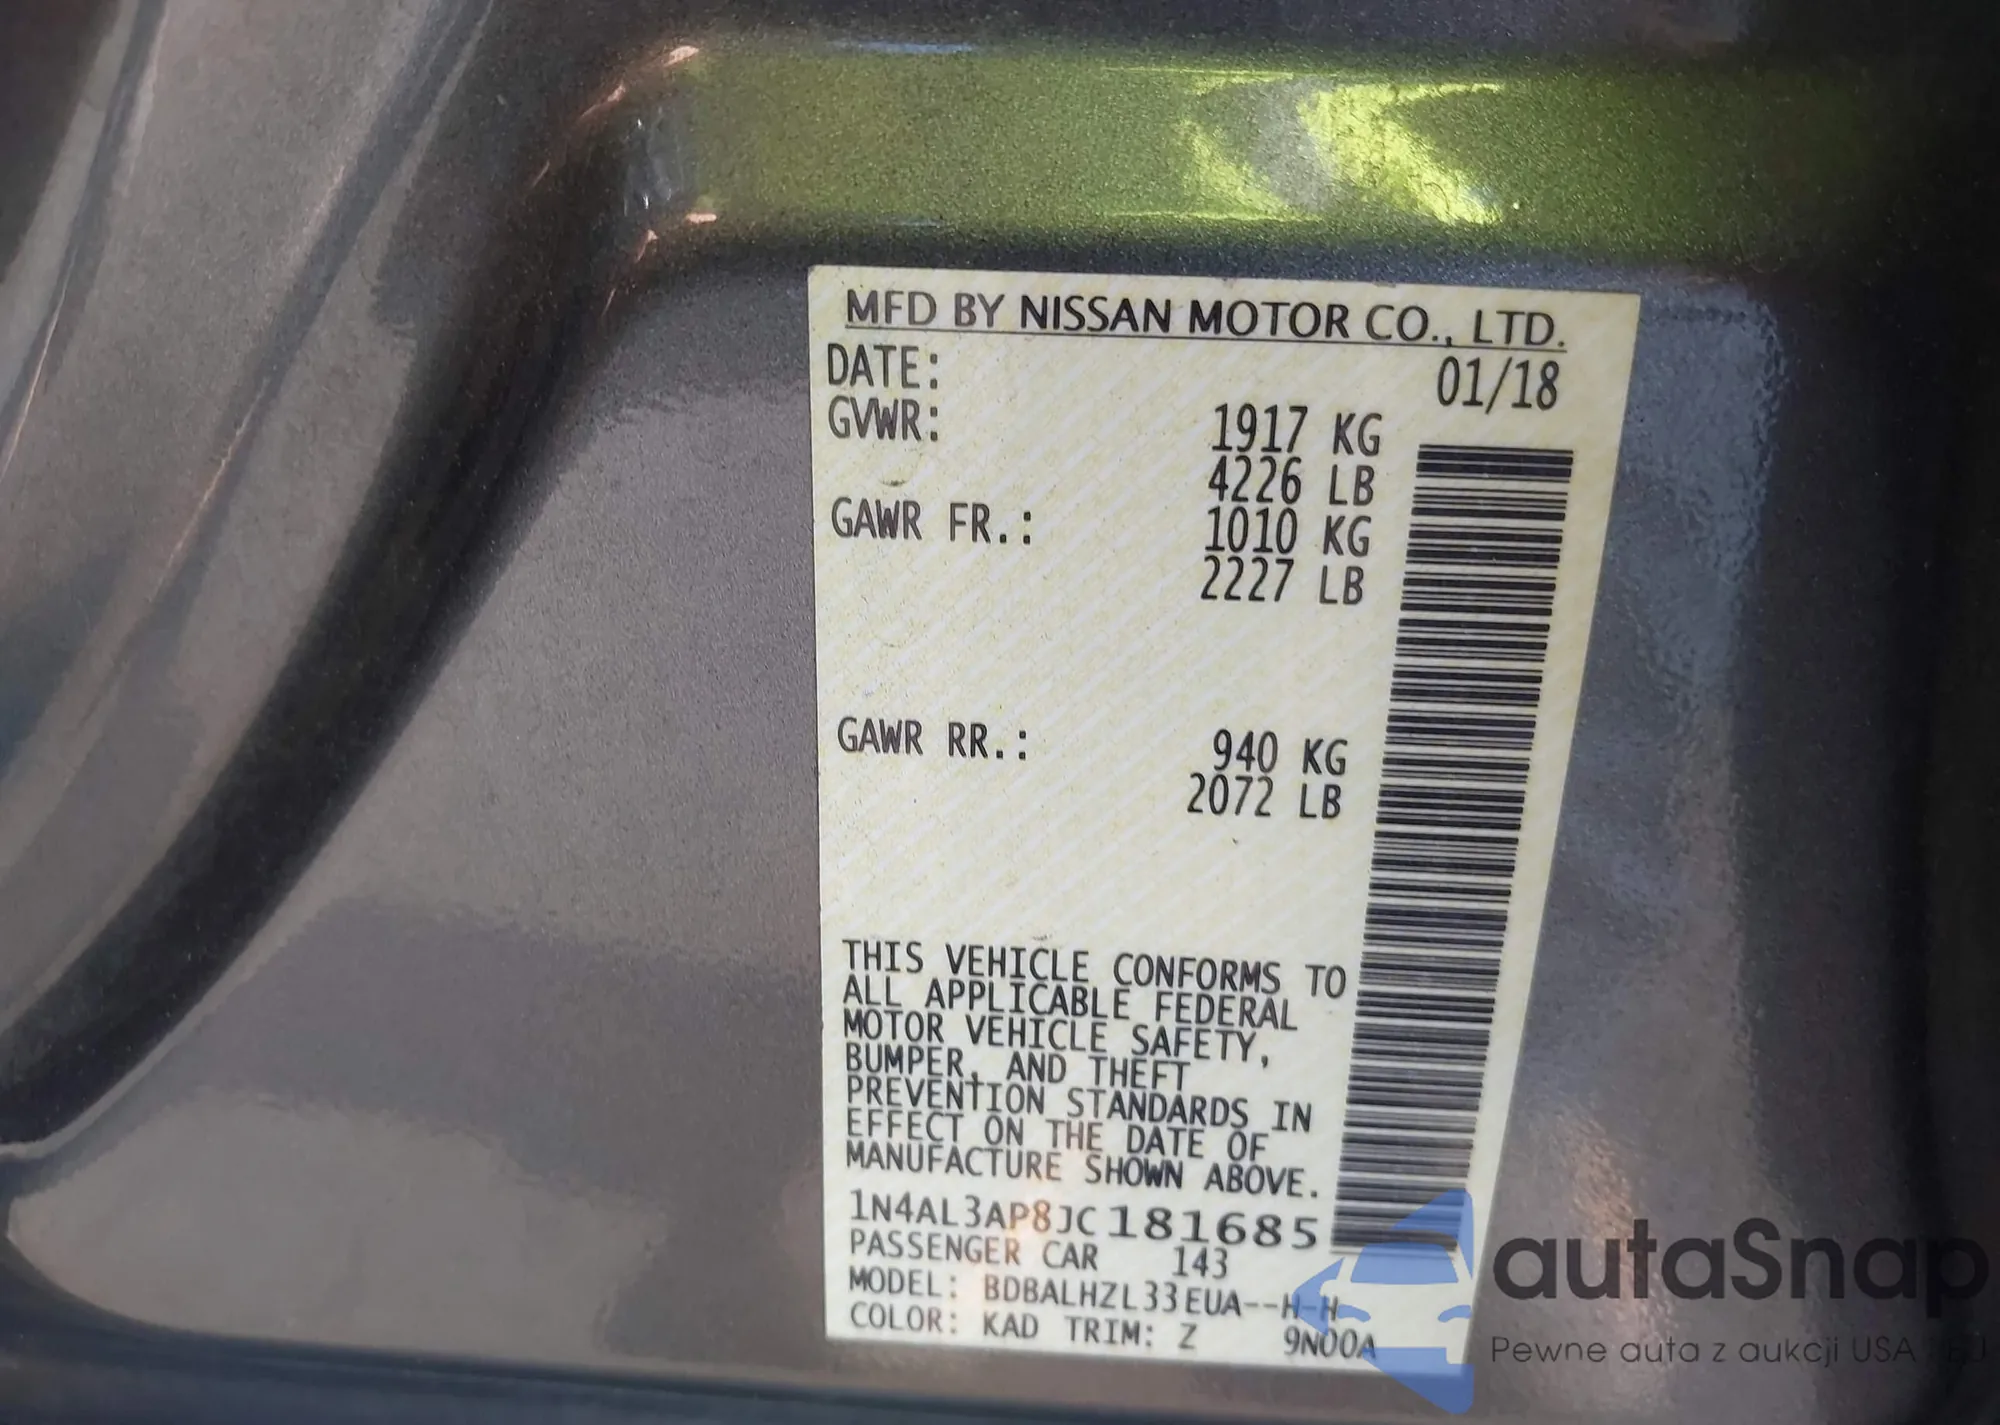 MFD BY NISSAN MOTOR CO., LTD.
DATE: 01/18
GVWR: 1917 KG
4226 LB
GAWR FR.: 1010 KG
2227 LB
GAWR RR.: 940 KG
2072 LB
THIS VEHICLE CONFORMS TO
ALL APPLICABLE FEDERAL
MOTOR VEHICLE SAFETY,
BUMPER, AND THEFT
PREVENTION STANDARDS IN
EFFECT ON THE DATE OF
MANUFACTURE SHOWN ABOVE.
1N4AL3AP8JC181685
PASSENGER CAR 143
MODEL: BDBALHZL33EUA--H-H
COLOR: KAD TRIM: Z 9N00A
autaSnap
Pewne auta z aukcji USA